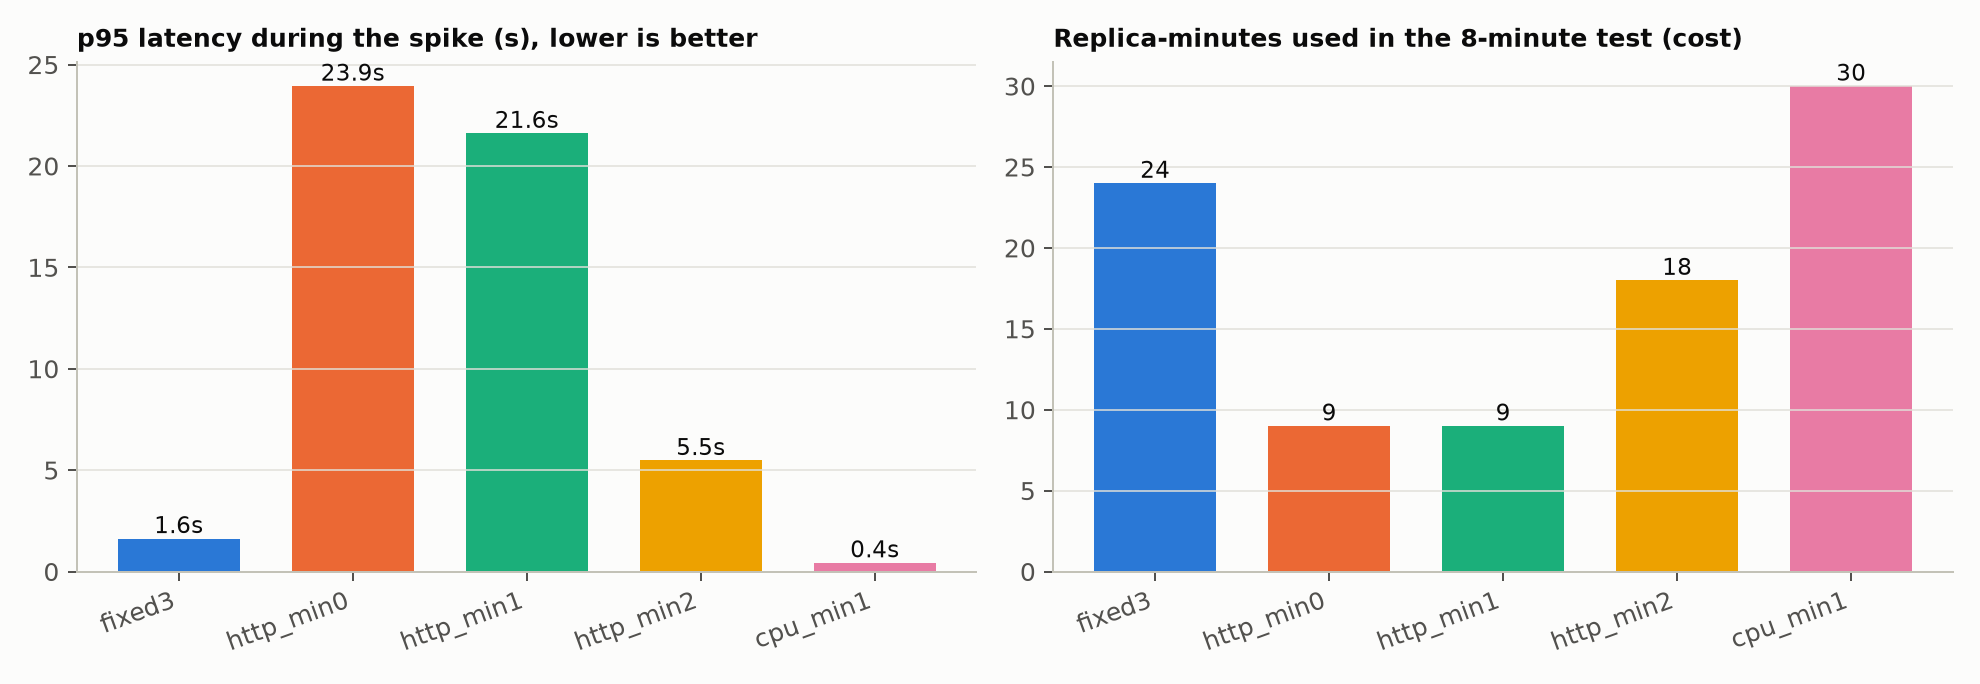 p95 latency during the spike (s), lower is better
25
20
15
10
5
0
1.6s
23.9s
21.6s
5.5s
0.4s
fixed3
http_min0
http_min1
http_min2
cpu_min1
Replica-minutes used in the 8-minute test (cost)
30
25
20
15
10
5
0
24
9
9
18
30
fixed3
http_min0
http_min1
http_min2
cpu_min1